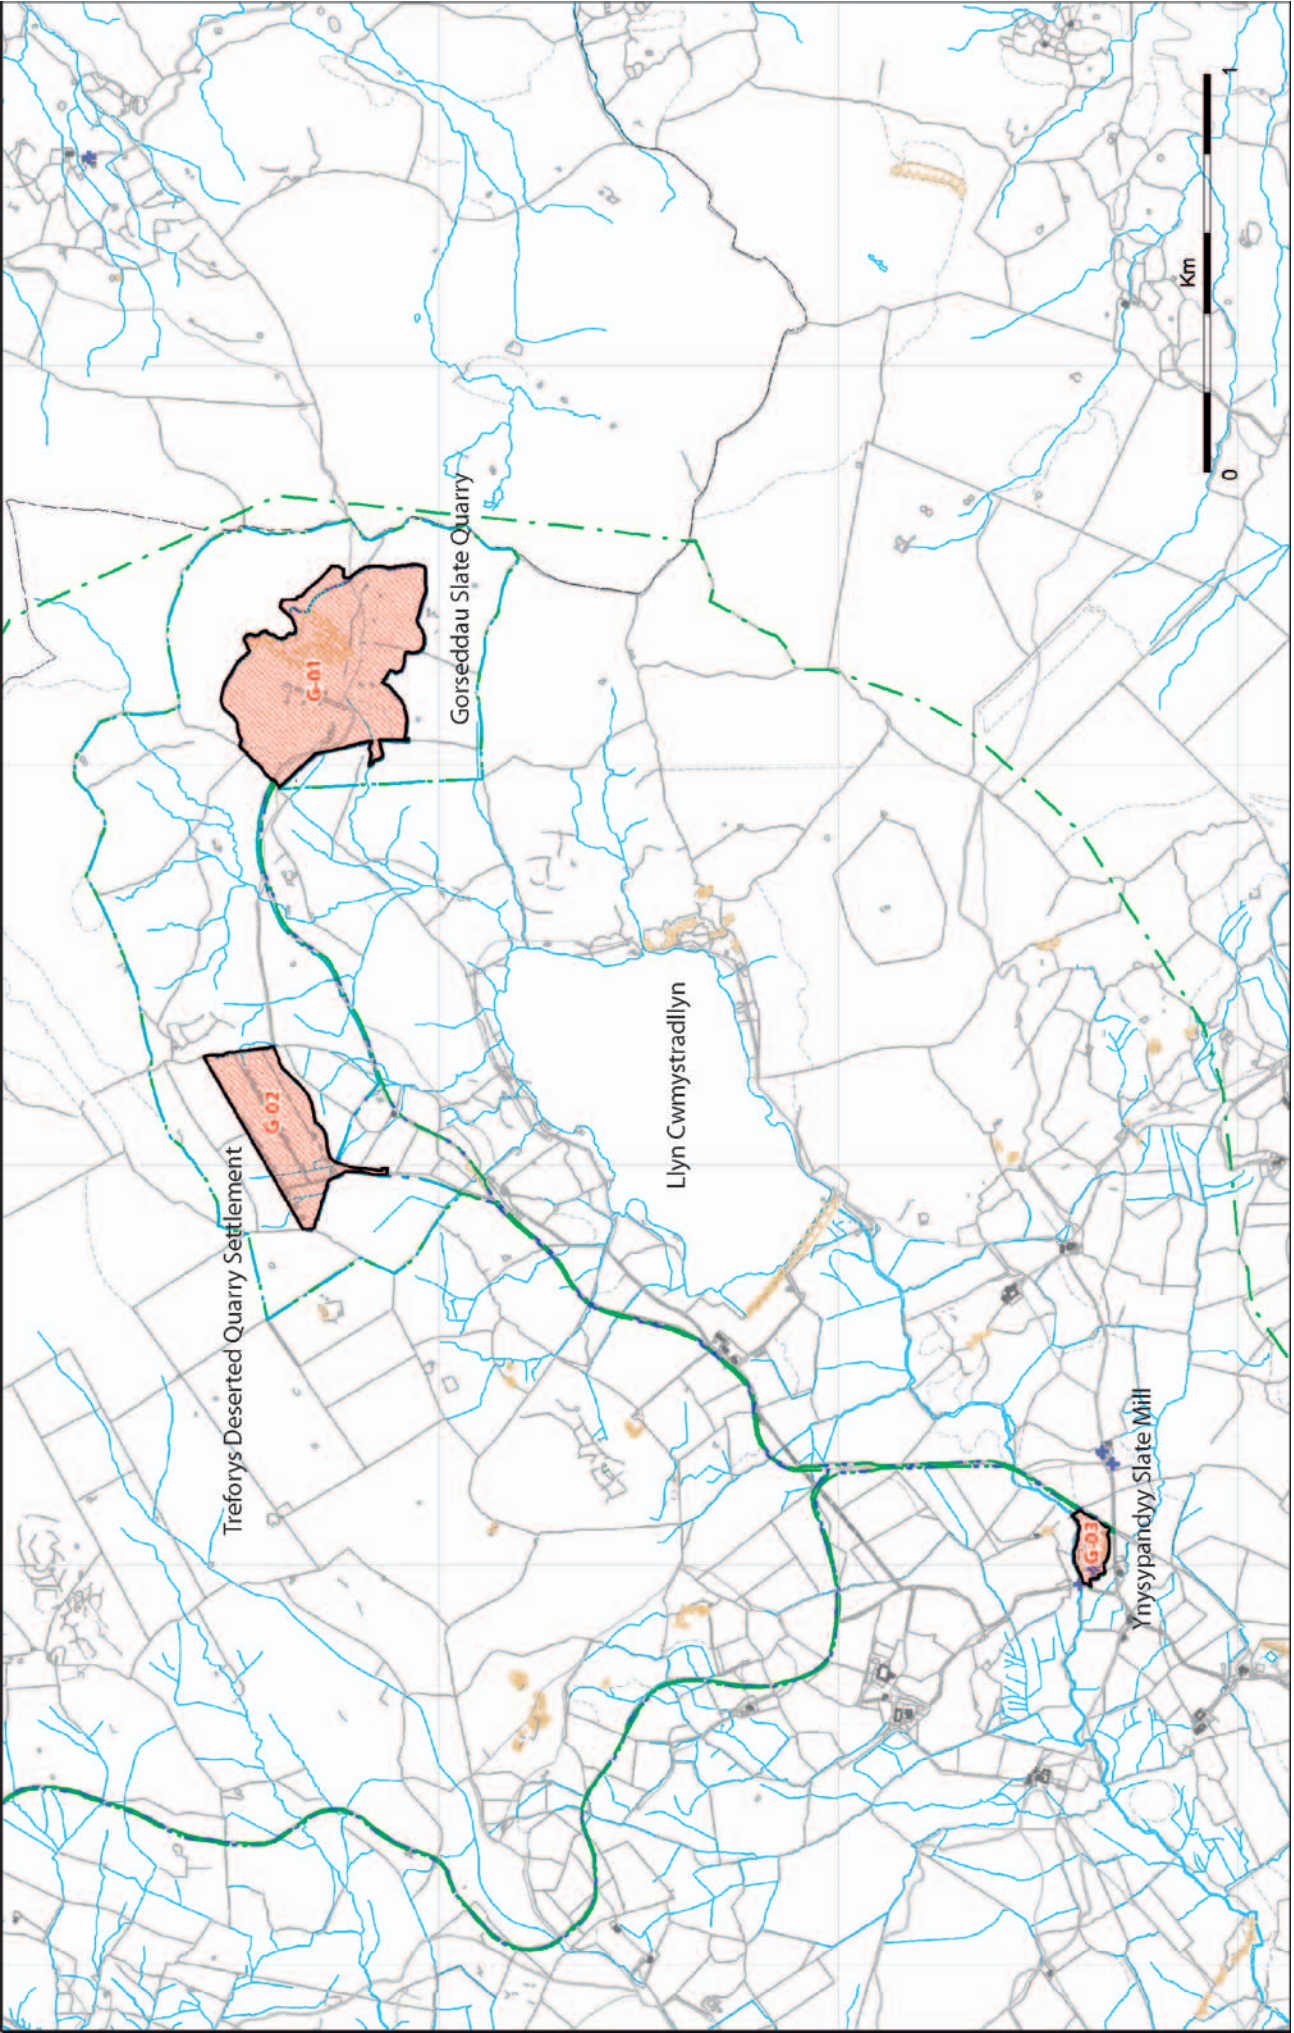 Treforys Deserted Quarry Settlement
G-02
G-01
Gorseddau Slate Quarry
Llyn Cwmystradllyn
Ynysypandyy Slate Mill
G-03
Km
0
1